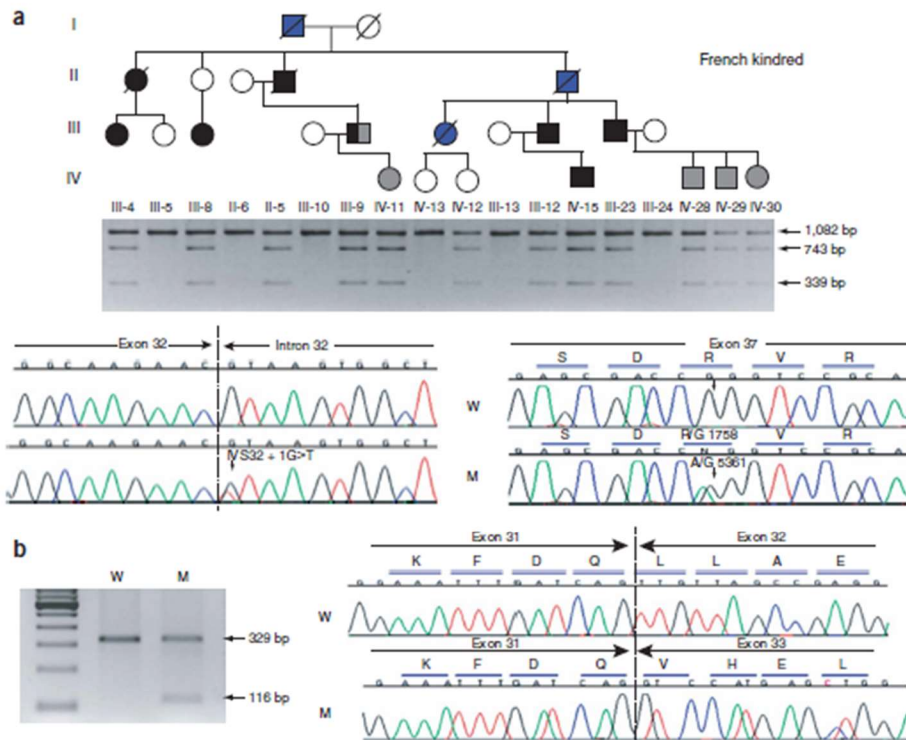 a
I
II
French kindred
III
IV
III-4 III-5 III-8 II-6 II-5 III-10 III-9 IV-11 IV-13 IV-12 III-13 III-12 IV-15 III-23 III-24 IV-28 IV-29 IV-30
1,082 bp
743 bp
339 bp
Exon 32 Intron 32
G G C A A G A A C G T A A G T G G C T
G G C A A G A A C G T A A G T G G C T
IVS32 + 1G>T
Exon 37
S D R V R
G A G C G A C C G G G T C C G C A
W
S D R/G 1758 V R
G A G C G A C C N G G T C C G C A
A/G 5361
M
b
W M
329 bp
116 bp
Exon 31 Exon 32
K F D Q L L A E
G G A A A T T T G A T C A G T T G T T A G C C G A G G
W
Exon 31 Exon 33
K F D Q V H E L
G G A A A T T T G A T C A G G T C C A T G A G C T G G
M